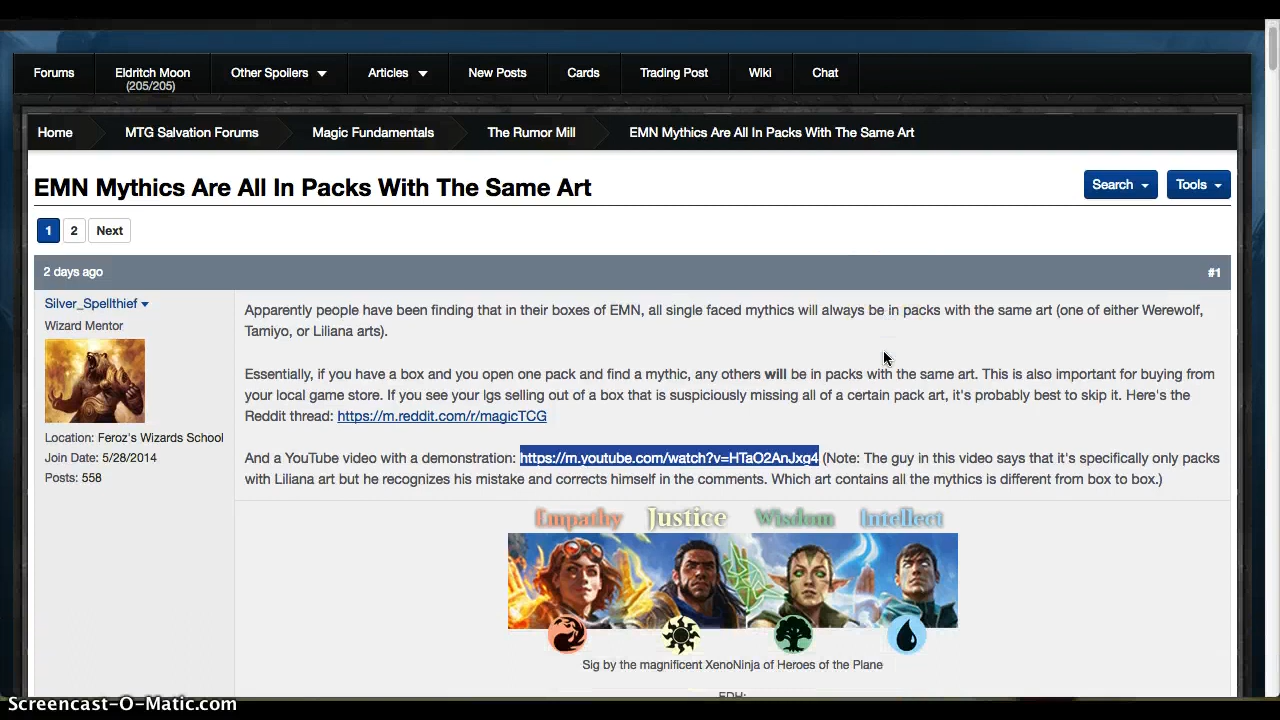 Forums
Eldritch Moon
(205/205)
Other Spoilers
Articles
New Posts
Cards
Trading Post
Wiki
Chat
Home
MTG Salvation Forums
Magic Fundamentals
The Rumor Mill
EMN Mythics Are All In Packs With The Same Art
EMN Mythics Are All In Packs With The Same Art
Search
Tools
1
2
Next
2 days ago
#1
Silver_Spellthief
Wizard Mentor
Location: Feroz's Wizards School
Join Date: 5/28/2014
Posts: 558
Apparently people have been finding that in their boxes of EMN, all single faced mythics will always be in packs with the same art (one of either Werewolf,
Tamiyo, or Liliana arts).
Essentially, if you have a box and you open one pack and find a mythic, any others will be in packs with the same art. This is also important for buying from
your local game store. If you see your lgs selling out of a box that is suspiciously missing all of a certain pack art, it's probably best to skip it. Here's the
Reddit thread: https://m.reddit.com/r/magicTCG
And a YouTube video with a demonstration: https://m.youtube.com/watch?v=HTaO2AnJxg4 (Note: The guy in this video says that it's specifically only packs
with Liliana art but he recognizes his mistake and corrects himself in the comments. Which art contains all the mythics is different from box to box.)
Empathy Justice Wisdom Intellect
Sig by the magnificent XenoNinja of Heroes of the Plane
EDH:
Screencast-O-Matic.com